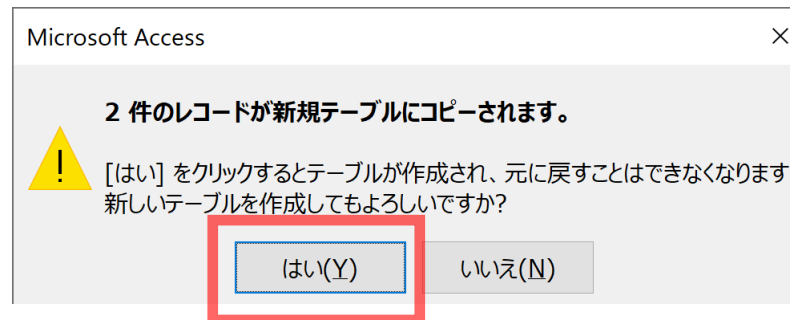 Microsoft Access
2 件のレコードが新規テーブルにコピーされます。
[はい] をクリックするとテーブルが作成され、元に戻すことはできなくなります
新しいテーブルを作成してもよろしいですか?
はい(Y) いいえ(N)